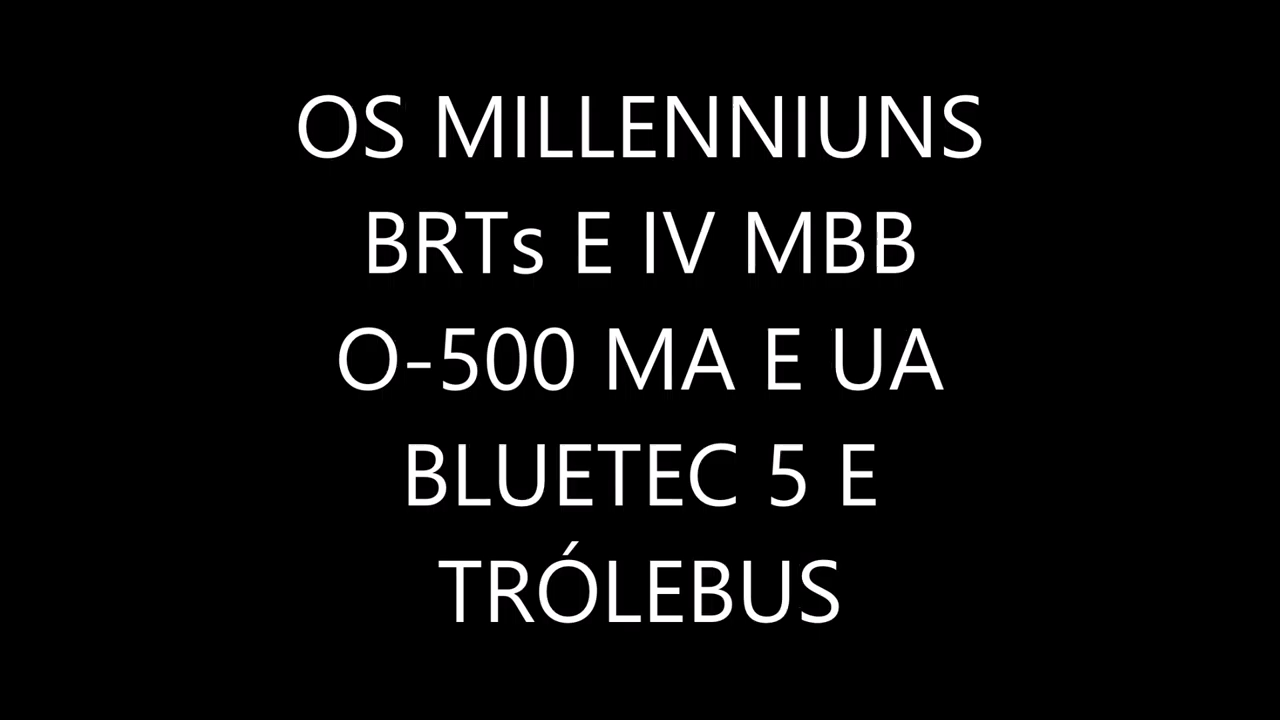 OS MILLENNIUNS
BRTs E IV MBB
O-500 MA E UA
BLUETEC 5 E
TRÓLEBUS